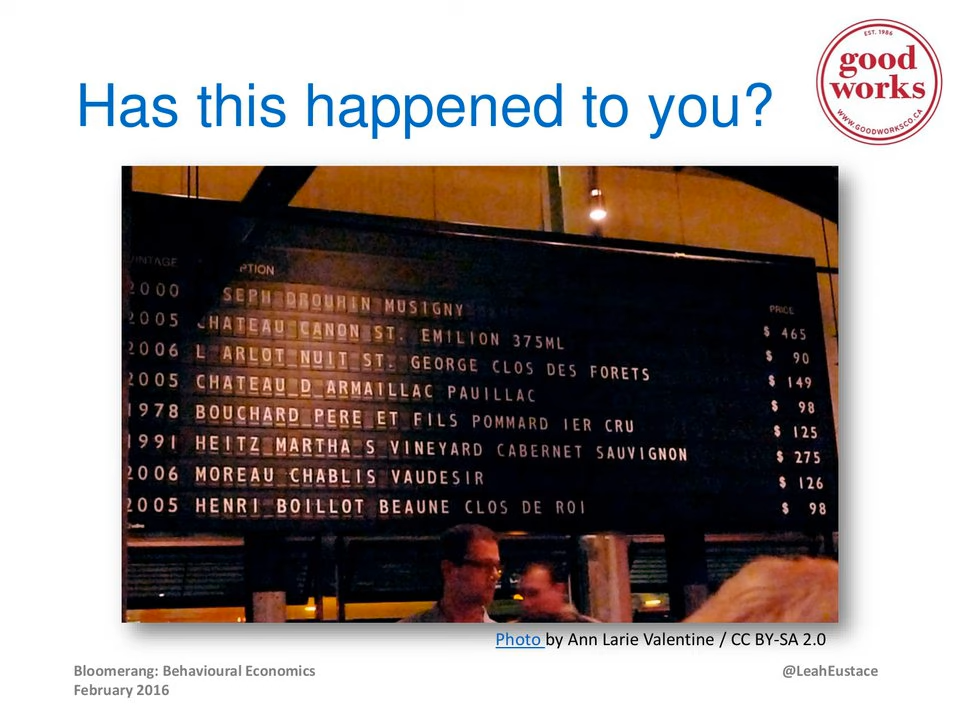 EST. 1986
good
works
WWW.GOODWORKSCO.CA
Has this happened to you?
VINTAGE PTION PRICE
2000 SEPH DROUHIN MUSIGNY $ 465
2005 CHATEAU CANON ST. EMILION 375ML $ 90
2006 L ARLOT NUIT ST. GEORGE CLOS DES FORETS $ 149
2005 CHATEAU D ARMAILLAC PAUILLAC $ 98
1978 BOUCHARD PERE ET FILS POMMARD 1ER CRU $ 125
1991 HEITZ MARTHA S VINEYARD CABERNET SAUVIGNON $ 275
2006 MOREAU CHABLIS VAUDESIR $ 126
2005 HENRI BOILLOT BEAUNE CLOS DE ROI $ 98
Photo by Ann Larie Valentine / CC BY-SA 2.0
Bloomerang: Behavioural Economics @LeahEustace
February 2016